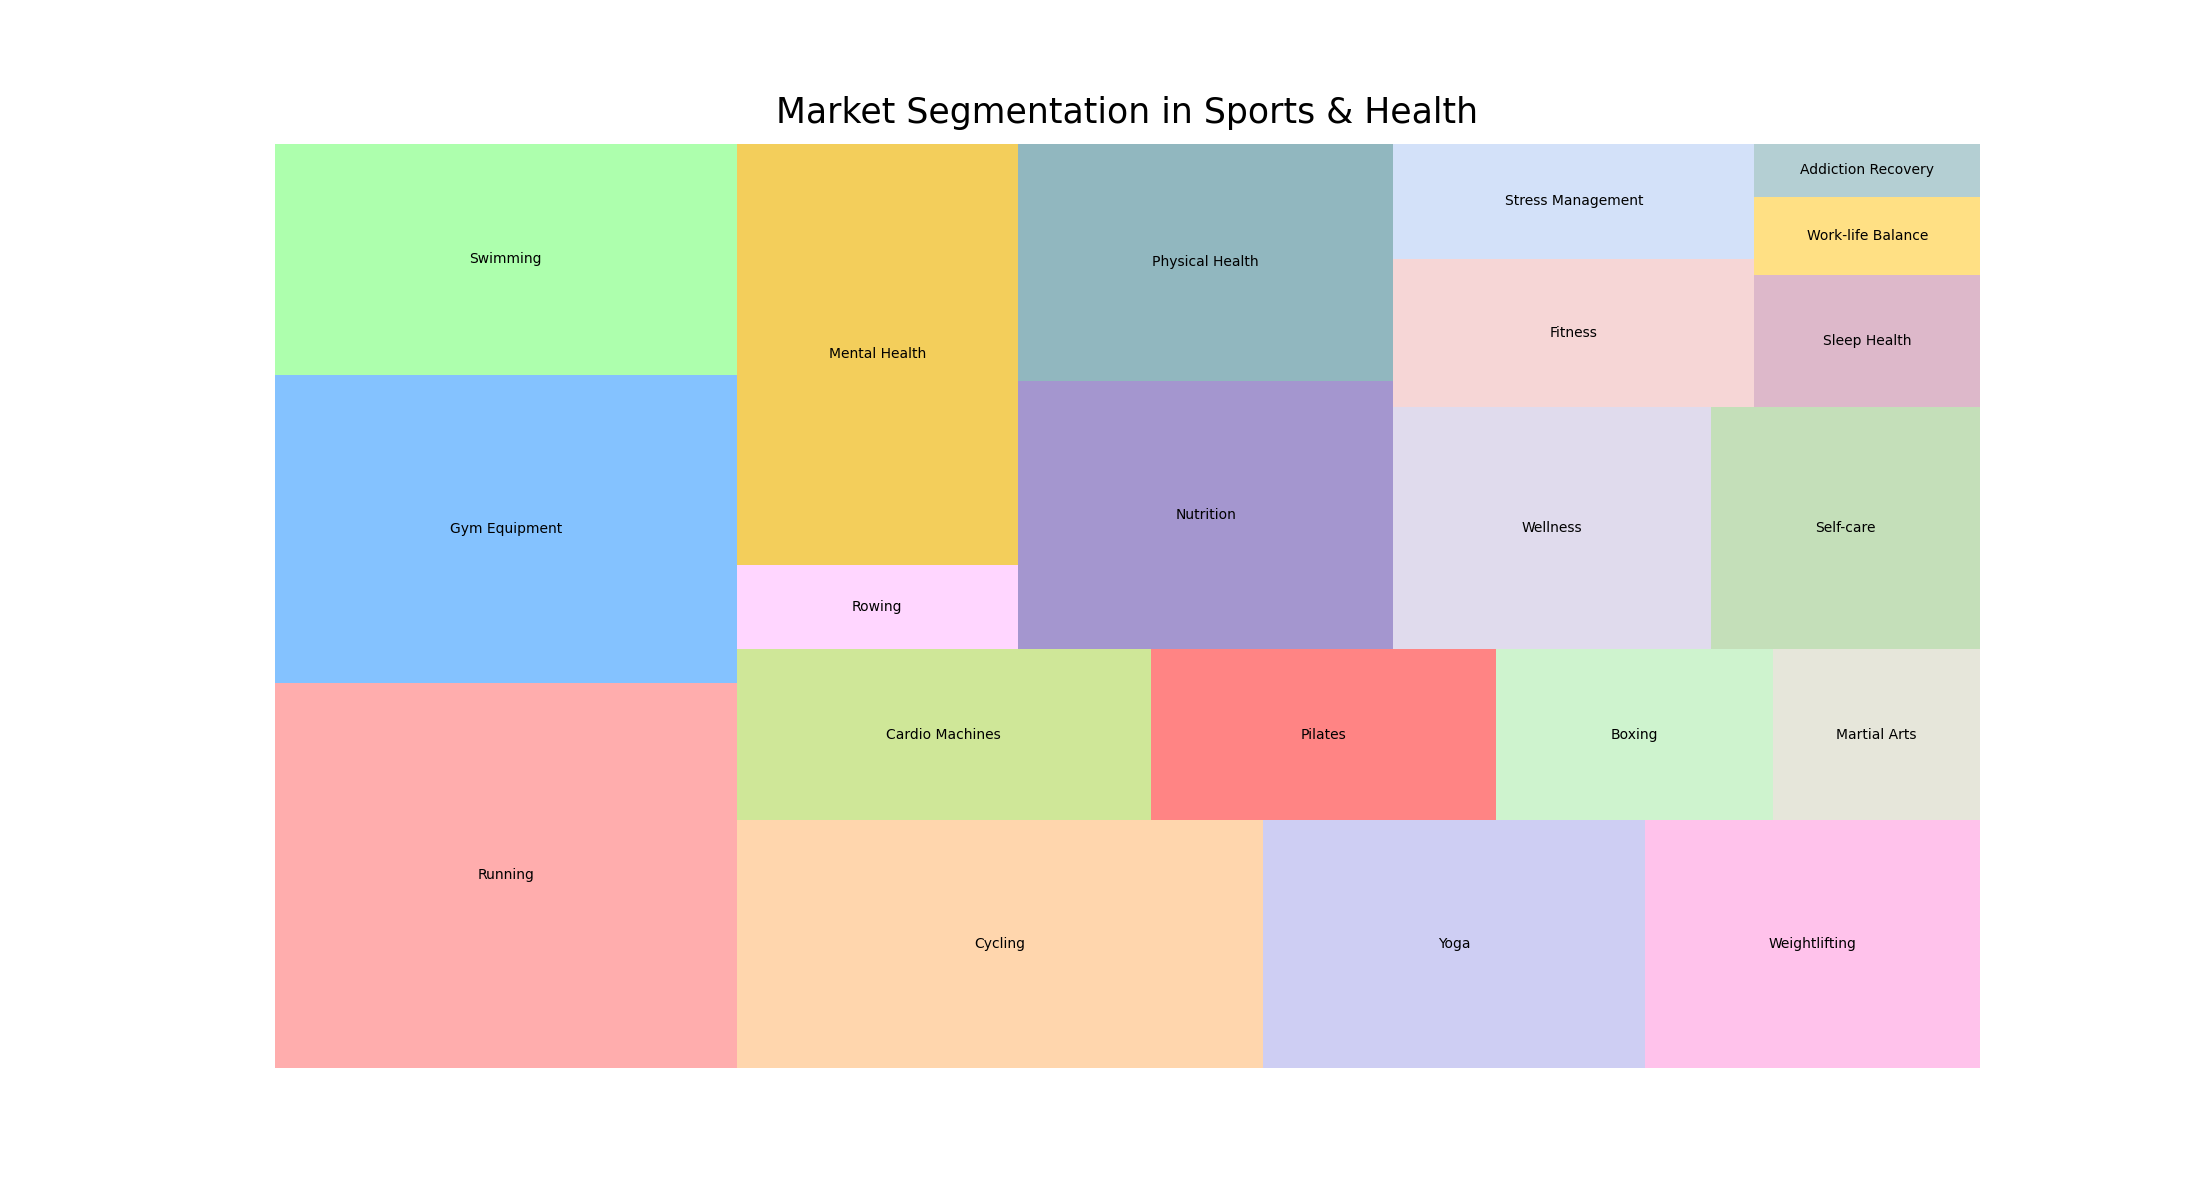 Market Segmentation in Sports & Health
Swimming
Mental Health
Physical Health
Stress Management
Addiction Recovery
Work-life Balance
Fitness
Sleep Health
Gym Equipment
Nutrition
Wellness
Self-care
Rowing
Cardio Machines
Pilates
Boxing
Martial Arts
Running
Cycling
Yoga
Weightlifting